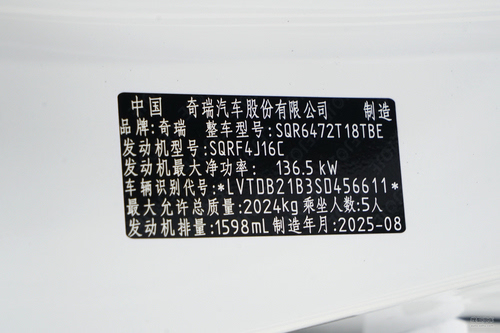 中国 奇瑞汽车股份有限公司 制造
品牌:奇瑞 整车型号:SQR6472T18TBE
发动机型号:SQRF4J16C
发动机最大净功率: 136.5 kW
车辆识别代号:*LVTDB21B3SD456611*
最大允许总质量:2024kg 乘坐人数:5人
发动机排量:1598mL 制造年月:2025-08